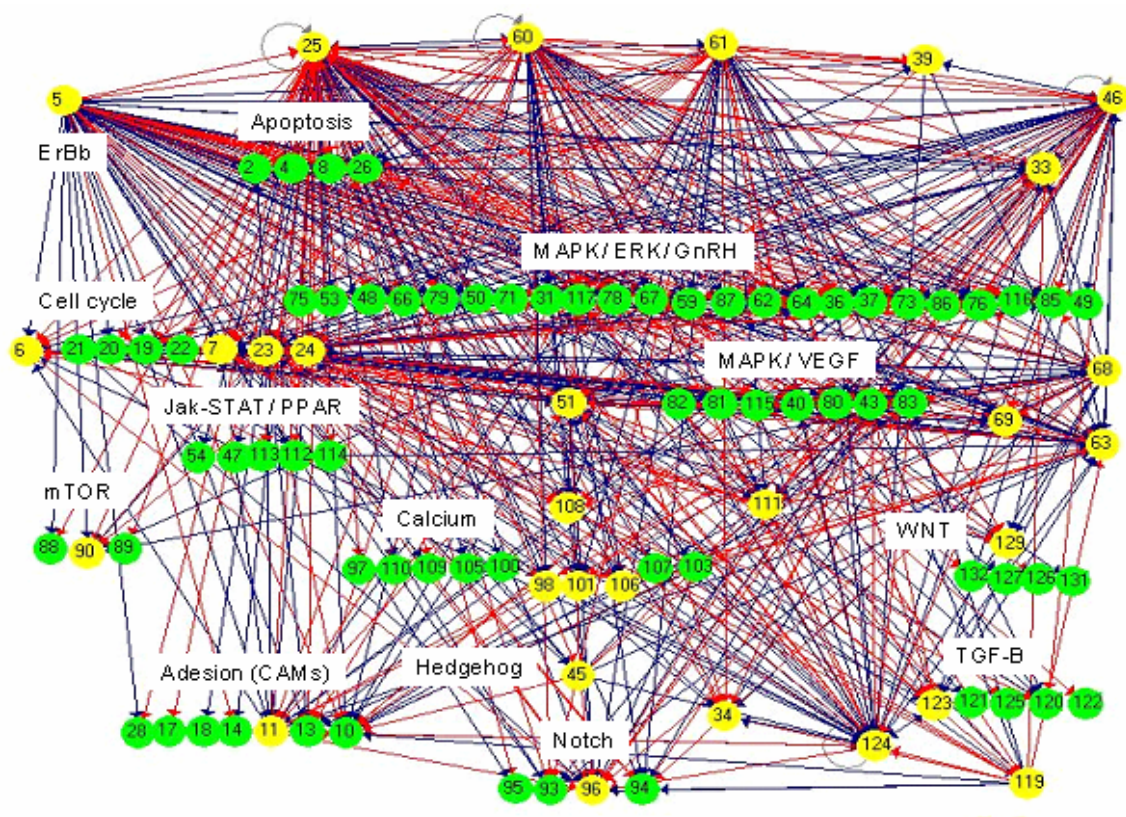 25 60 61 39
5 46
Apoptosis
ErBb
2 4 8 26 33
MAPK/ERK/GnRH
Cell cycle
75 53 48 66 79 50 71 31 117 78 67 59 87 62 64 36 37 73 86 76 116 85 49
6 21 20 19 22 7 23 24
MAPK/VEGF 68
Jak-STAT/PPAR
51 82 81 115 40 80 43 83 69
63
54 47 113 112 114
mTOR
108 111
Calcium WNT
88 90 89 129
97 110 109 105 100 98 101 106 107 103 132 127 126 131
Adesion (CAMs) Hedgehog 45 TGF-B
34 123 121 125 120 122
28 17 18 14 11 13 10
Notch 124
95 93 96 94 119